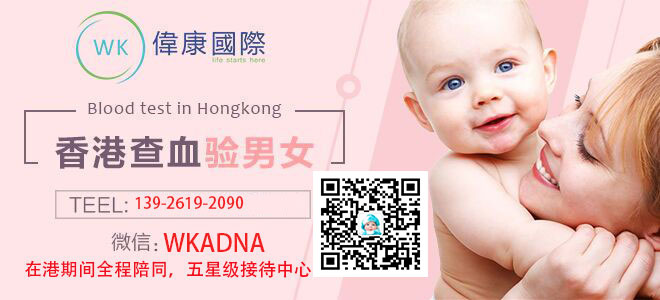 WK
偉康國際
life starts here
Blood test in Hongkong
香港查血验男女
TEEL: 139-2619-2090
微信: WKADNA
在港期间全程陪同，五星级接待中心